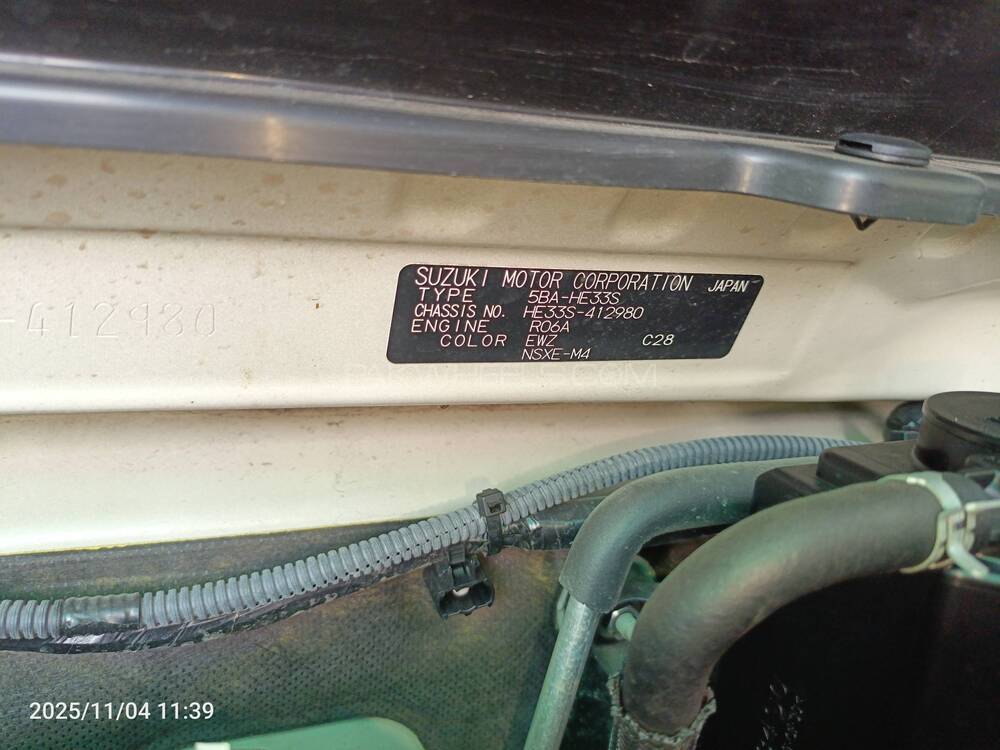 SUZUKI MOTOR CORPORATION JAPAN
TYPE 5BA-HE33S
CHASSIS NO. HE33S-412980
ENGINE R06A
COLOR EWZ C28
NSXE-M4
-412980
2025/11/04 11:39